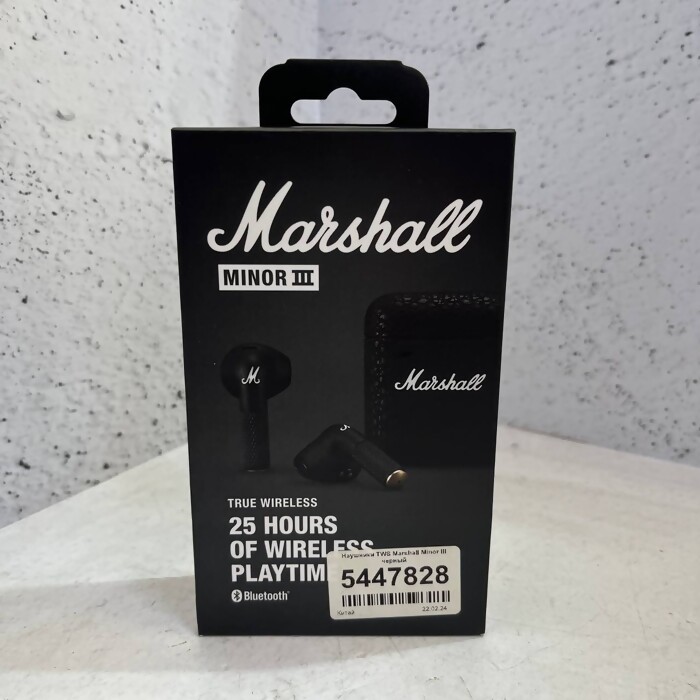 Marshall
MINOR III
M
Marshall
TRUE WIRELESS
25 HOURS
OF WIRELESS
PLAYTIM
Bluetooth®
Наушники TWS Marshall Minor III
черный
5447828
Китай 22.02.24